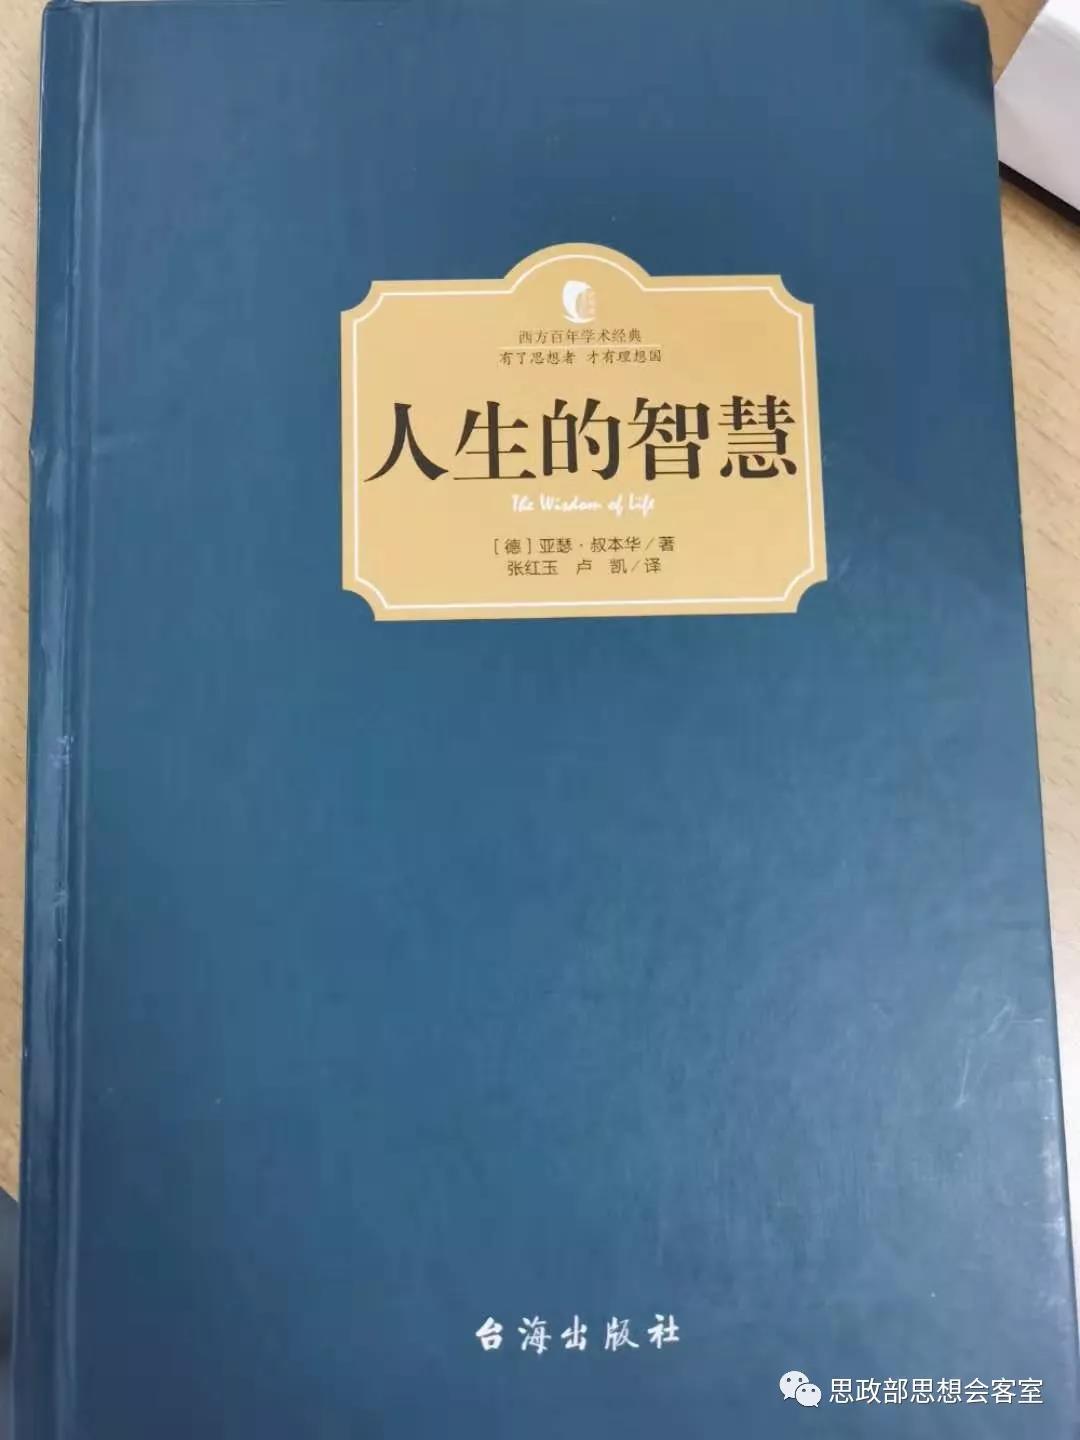 西方百年学术经典
有了思想者 才有理想国
人生的智慧
The Wisdom of Life
[德]亚瑟·叔本华/著
张红玉 卢 凯/译
台海出版社
思政部思想会客室